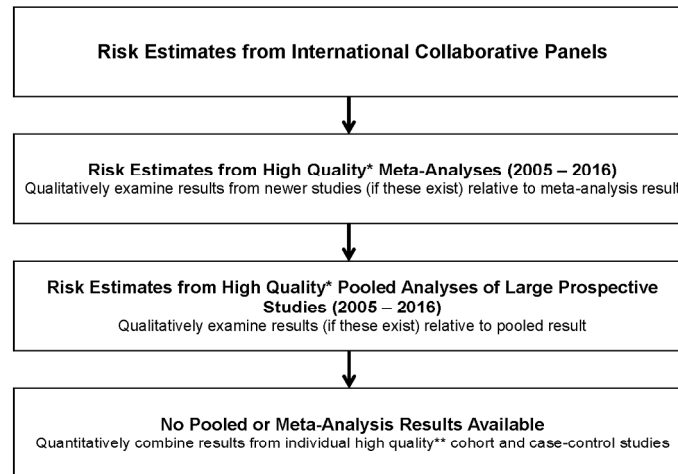 Risk Estimates from International Collaborative Panels
Risk Estimates from High Quality* Meta-Analyses (2005 – 2016)
Qualitatively examine results from newer studies (if these exist) relative to meta-analysis result
Risk Estimates from High Quality* Pooled Analyses of Large Prospective
Studies (2005 – 2016)
Qualitatively examine results (if these exist) relative to pooled result
No Pooled or Meta-Analysis Results Available
Quantitatively combine results from individual high quality** cohort and case-control studies